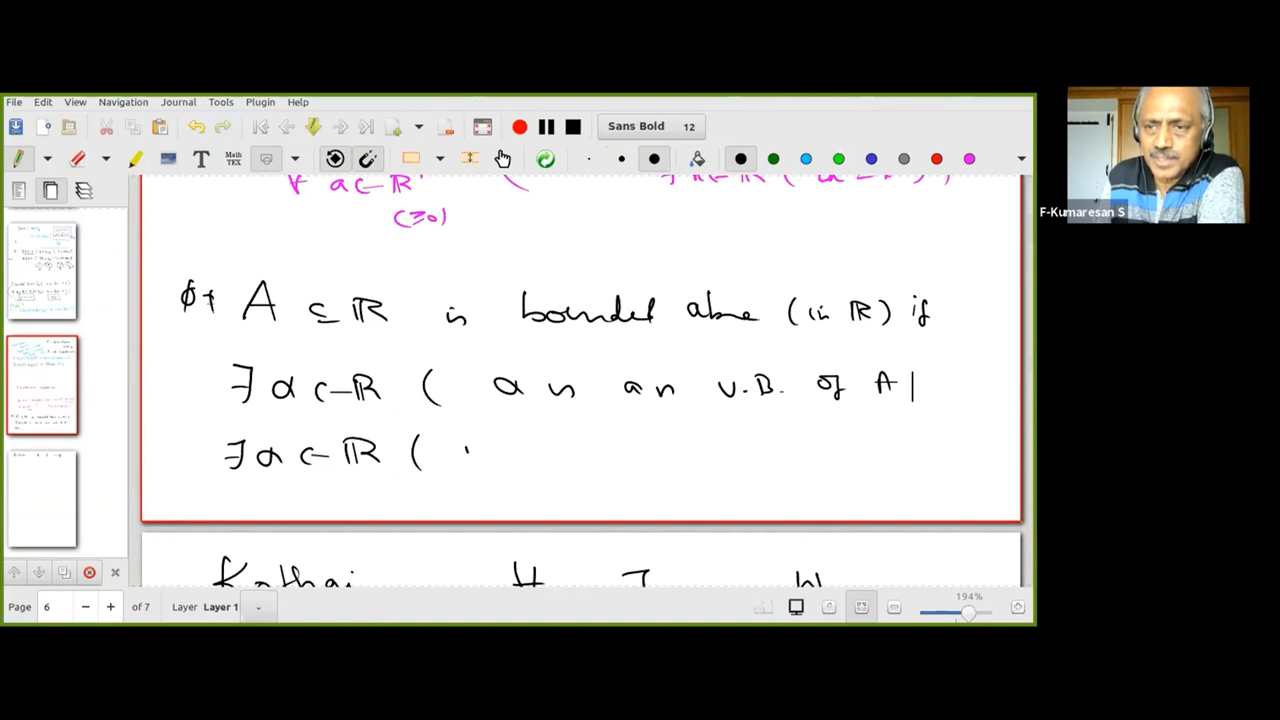 File Edit View Navigation Journal Tools Plugin Help
Sans Bold 12
(≥0)
F-Kumaresan S
∅ ≠ A ⊆ ℝ is bounded above (in ℝ) if
∃ α ∈ ℝ ( α is an U.B. of A )
∃ α ∈ ℝ (
Page 6 of 7 Layer Layer 1
194%